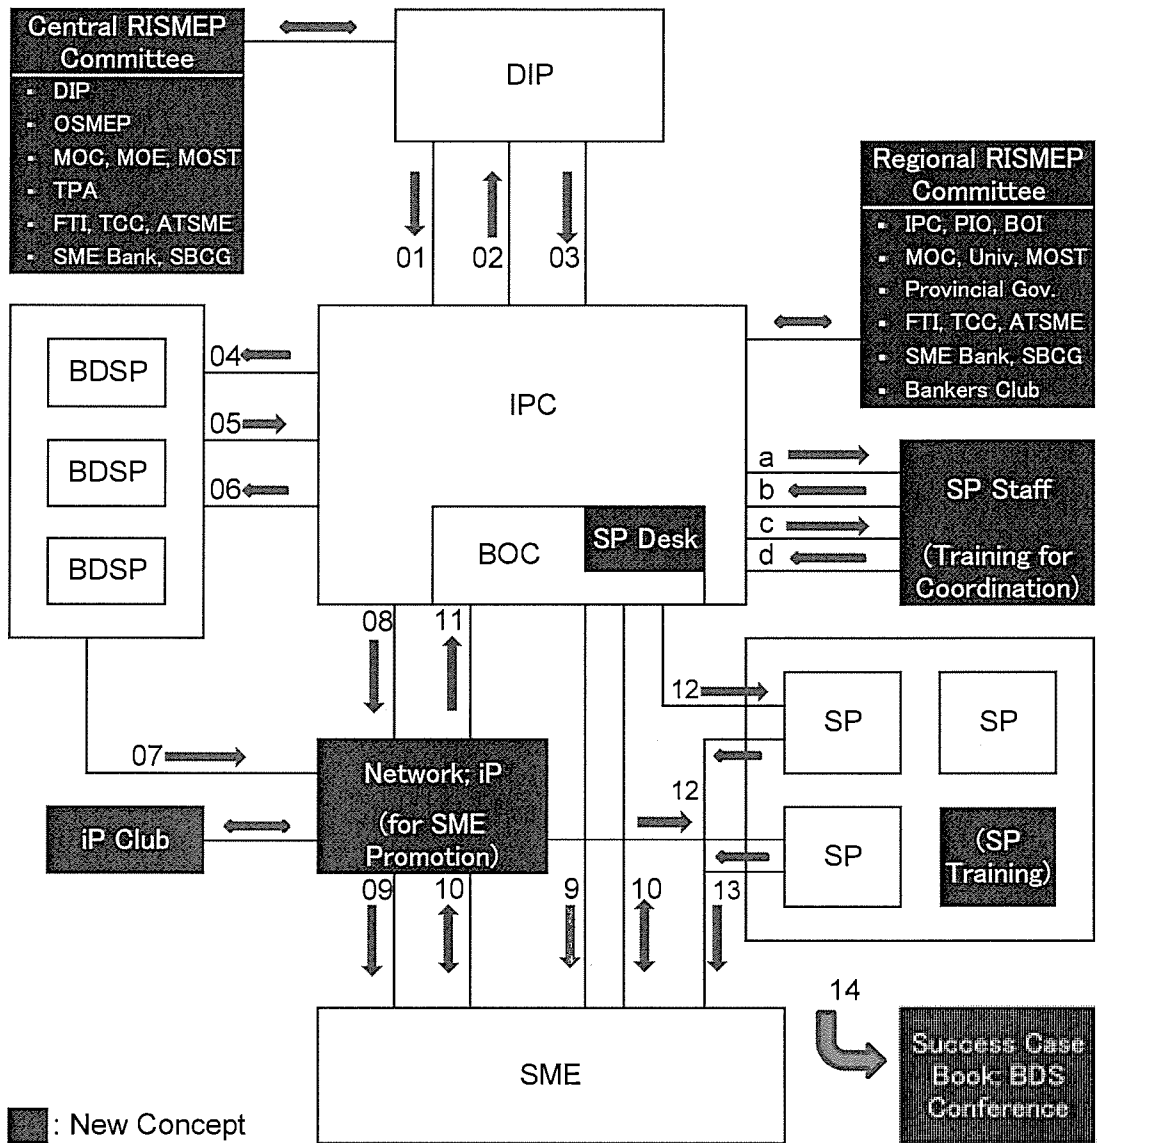 Central RISMEP
Committee
▪ DIP
▪ OSMEP
▪ MOC, MOE, MOST
▪ TPA
▪ FTI, TCC, ATSME
▪ SME Bank, SBCG
DIP
Regional RISMEP
Committee
▪ IPC, PIO, BOI
▪ MOC, Univ, MOST
▪ Provincial Gov.
▪ FTI, TCC, ATSME
▪ SME Bank, SBCG
▪ Bankers Club
01
02
03
BDSP
BDSP
BDSP
04
05
06
IPC
BOC
SP Desk
a
b
c
d
SP Staff
(Training for
Coordination)
08
11
12
SP
SP
07
Network; iP
(for SME
Promotion)
iP Club
12
SP
(SP
Training)
09
10
9
10
13
SME
14
Success Case
Book; BDS
Conference
: New Concept